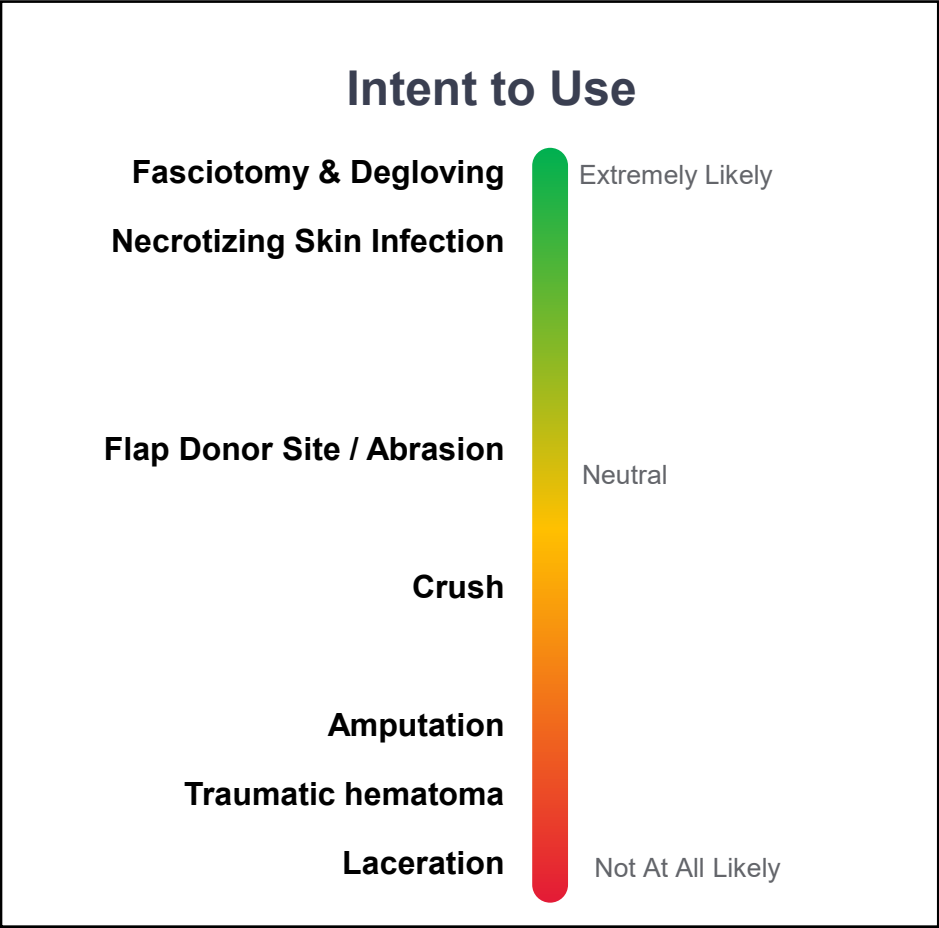 Intent to Use
Fasciotomy & Degloving
Extremely Likely
Necrotizing Skin Infection
Flap Donor Site / Abrasion
Neutral
Crush
Amputation
Traumatic hematoma
Laceration
Not At All Likely